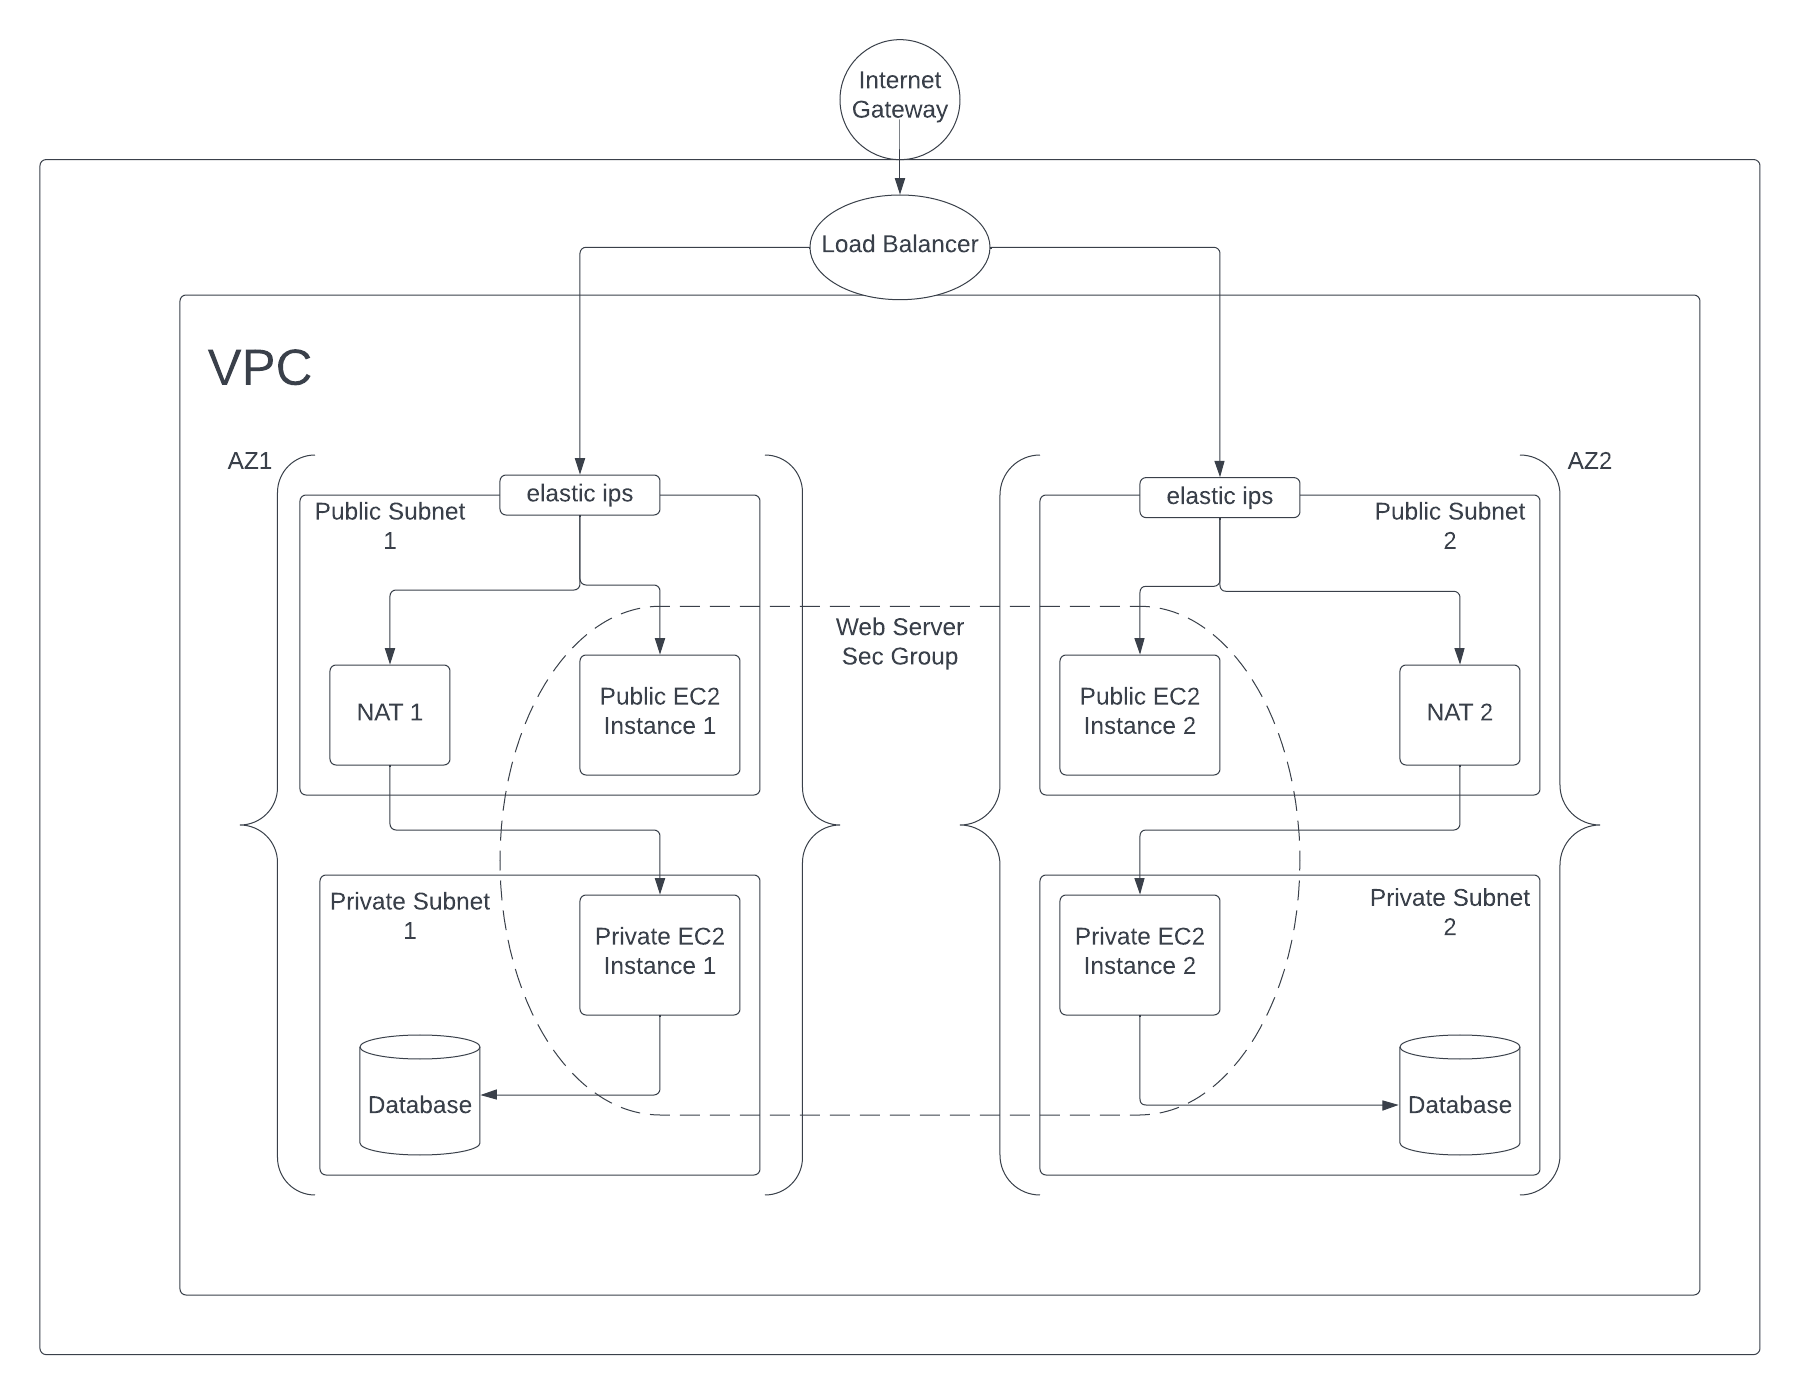 Internet
Gateway
Load Balancer
VPC
AZ1
AZ2
elastic ips
elastic ips
Public Subnet
1
Public Subnet
2
Web Server
Sec Group
NAT 1
Public EC2
Instance 1
Public EC2
Instance 2
NAT 2
Private Subnet
1
Private EC2
Instance 1
Private EC2
Instance 2
Private Subnet
2
Database
Database